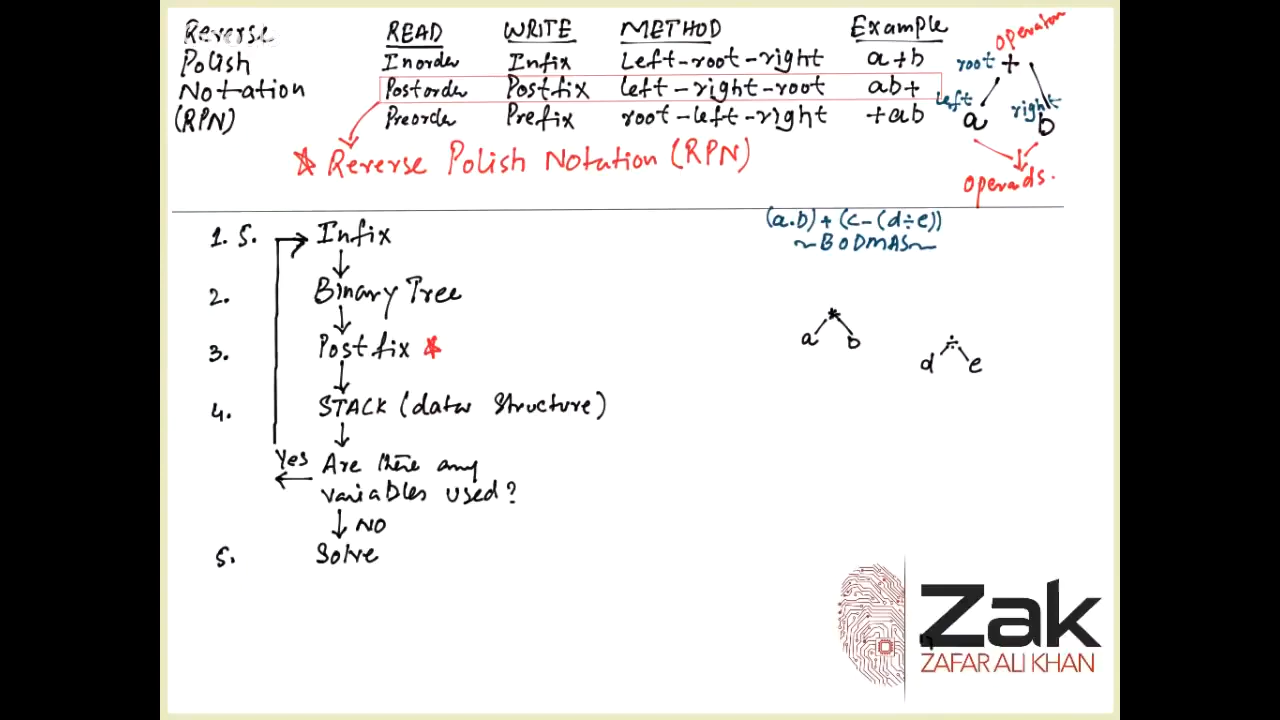 Reverse
Polish
Notation
(RPN)
READ WRITE METHOD Example
Inorder Infix Left-root-right a+b
Postorder Postfix left-right-root ab+
Preorder Prefix root-left-right +ab
operator
root +
left right
a b
operads.
* Reverse Polish Notation (RPN)
(a.b) + (c-(d÷e))
~BODMAS~
1. 5. Infix
2. Binary Tree
3. Postfix *
4. STACK (data structure)
Yes Are there any
variables used?
NO
5. Solve
*
a b
÷
d e
Zak
ZAFAR ALI KHAN